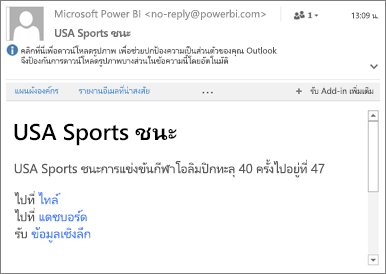 Microsoft Power BI <no-reply@powerbi.com>
1
13:09 น.
USA Sports ชนะ
คลิกที่นี่เพื่อดาวน์โหลดรูปภาพ เพื่อช่วยปกป้องความเป็นส่วนตัวของคุณ Outlook
จึงป้องกันการดาวน์โหลดรูปภาพบางส่วนในข้อความนี้โดยอัตโนมัติ
แผนผังองค์กร รายงานอีเมลที่น่าสงสัย ... + รับ Add-in เพิ่มเติม
USA Sports ชนะ
USA Sports ชนะการแข่งขันกีฬาโอลิมปิกทะลุ 40 ครั้งไปอยู่ที่ 47
ไปที่ ไทล์
ไปที่ แดชบอร์ด
รับ ข้อมูลเชิงลึก